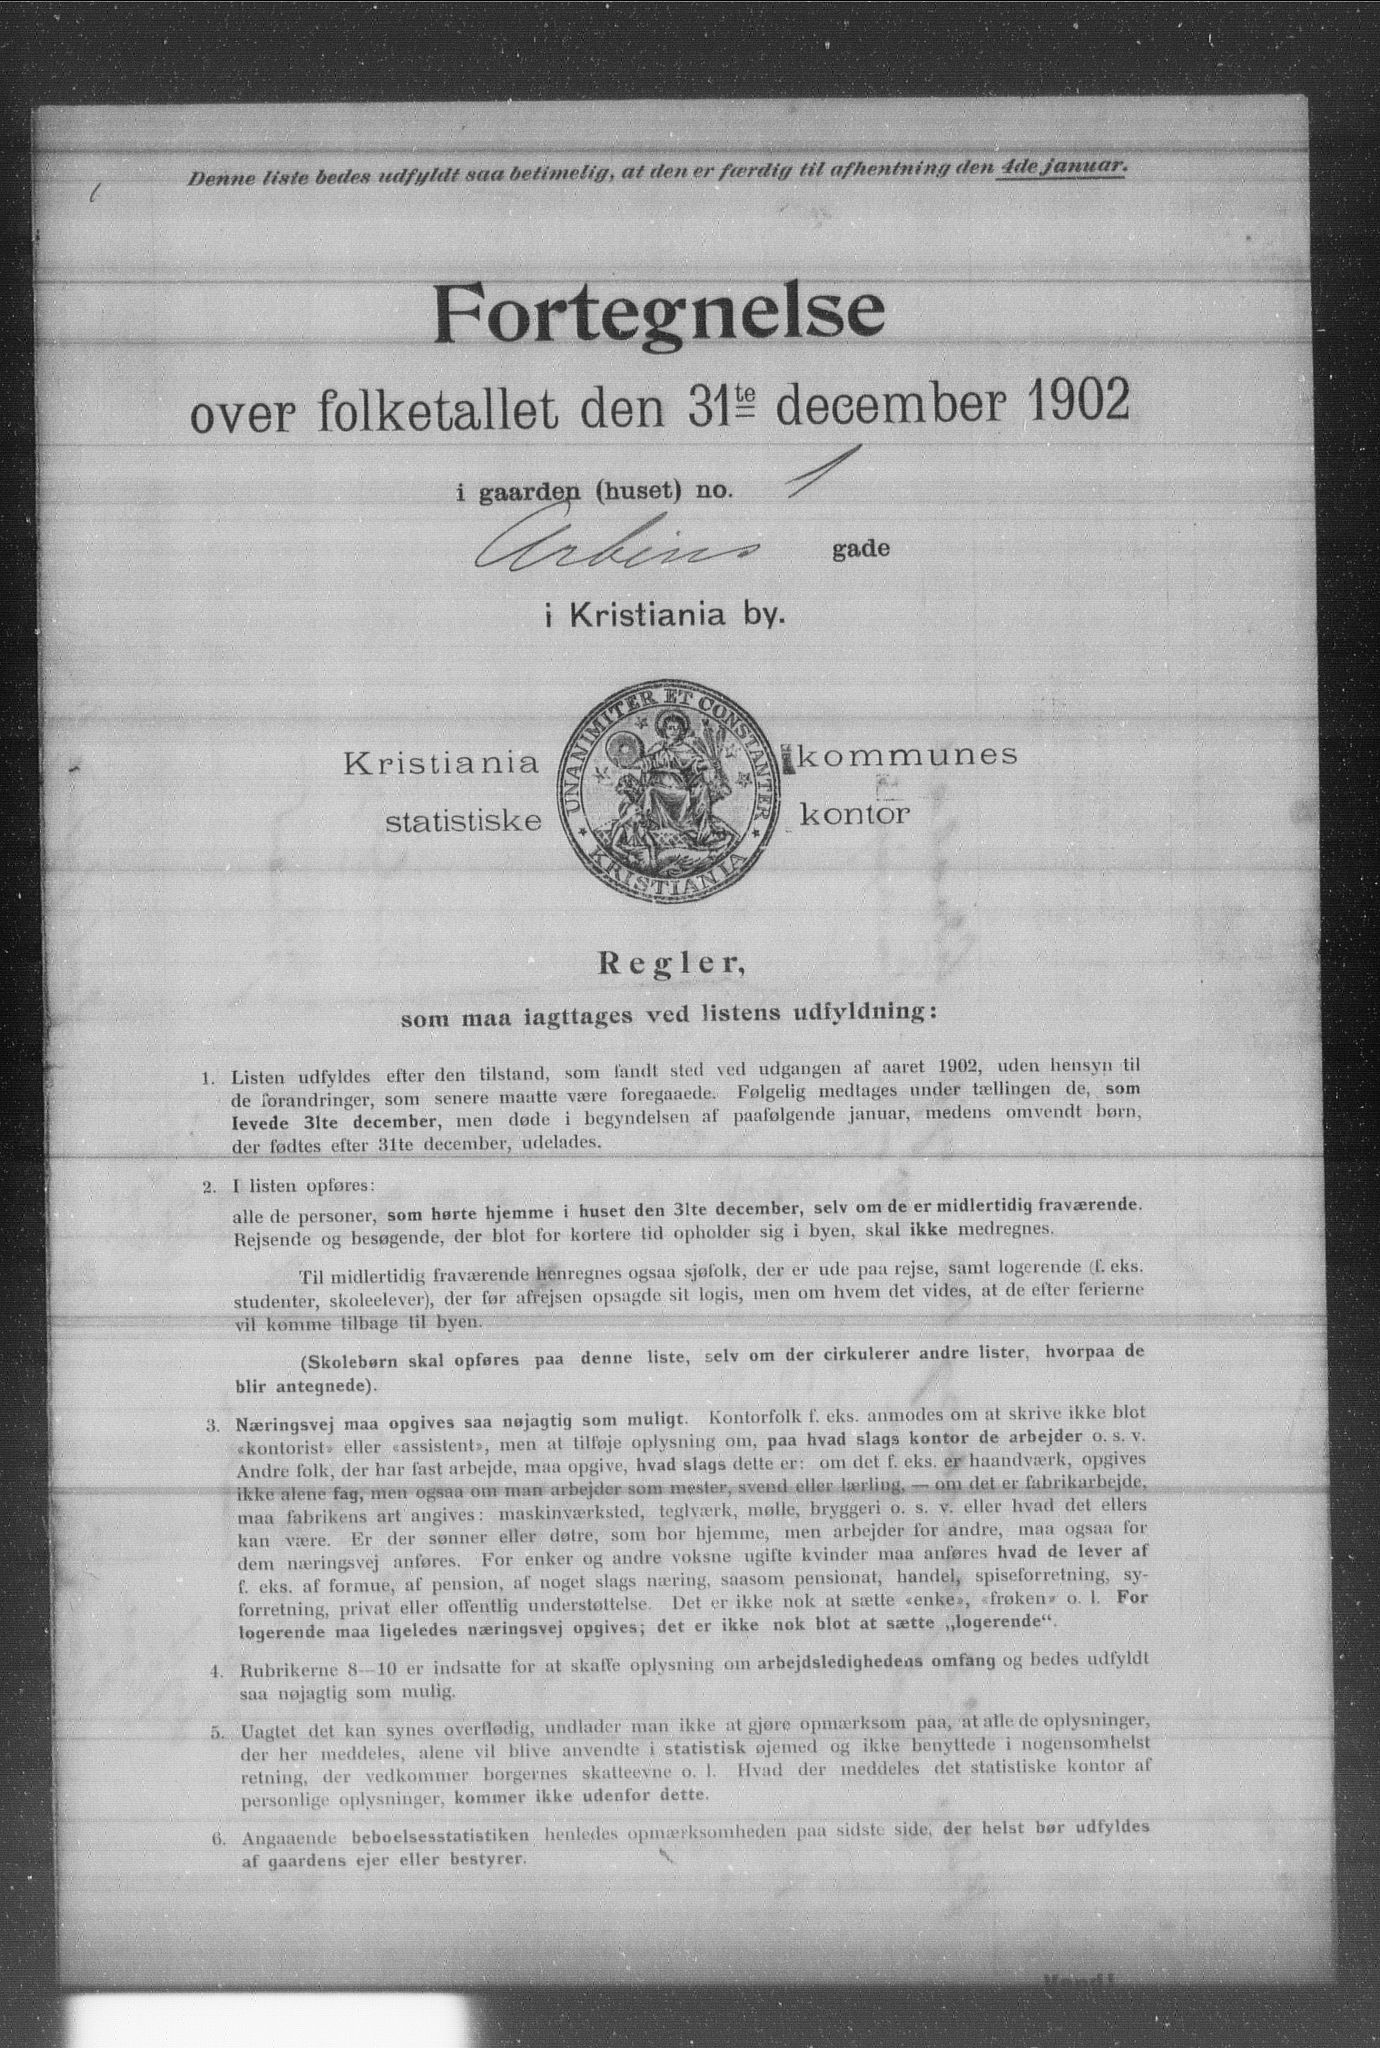 Denne liste bedes udfyldt saa betimelig, at den er færdig til afhentning den 4de januar.
Fortegnelse
over folketallet den 31te december 1902
i gaarden (huset) no. 1
Arbins gade
i Kristiania by.
UNANIMITER ET CONSTANTER
KRISTIANIA
Kristiania kommunes
statistiske kontor
Regler,
som maa iagttages ved listens udfyldning:
1. Listen udfyldes efter den tilstand, som fandt sted ved udgangen af aaret 1902, uden hensyn til
de forandringer, som senere maatte være foregaaede. Følgelig medtages under tællingen de, som
levede 31te december, men døde i begyndelsen af paafølgende januar, medens omvendt børn,
der fødtes efter 31te december, udelades.
2. I listen opføres:
alle de personer, som hørte hjemme i huset den 31te december, selv om de er midlertidig fraværende.
Rejsende og besøgende, der blot for kortere tid opholder sig i byen, skal ikke medregnes.
Til midlertidig fraværende henregnes ogsaa sjøfolk, der er ude paa rejse, samt logerende (f. eks.
studenter, skoleelever), der før afrejsen opsagde sit logis, men om hvem det vides, at de efter ferierne
vil komme tilbage til byen.
(Skolebørn skal opføres paa denne liste, selv om der cirkulerer andre lister, hvorpaa de
blir antegnede).
3. Næringsvej maa opgives saa nøjagtig som muligt. Kontorfolk f. eks. anmodes om at skrive ikke blot
«kontorist» eller «assistent», men at tilføje oplysning om, paa hvad slags kontor de arbejder o. s. v.
Andre folk, der har fast arbejde, maa opgive, hvad slags dette er: om det f. eks. er haandværk, opgives
ikke alene fag, men ogsaa om man arbejder som mester, svend eller lærling, — om det er fabrikarbejde,
maa fabrikens art angives: maskinværksted, teglværk, mølle, bryggeri o. s. v. eller hvad det ellers
kan være. Er der sønner eller døtre, som bor hjemme, men arbejder for andre, maa ogsaa for
dem næringsvej anføres. For enker og andre voksne ugifte kvinder maa anføres hvad de lever af
f. eks. af formue, af pension, af noget slags næring, saasom pensionat, handel, spiseforretning, sy-
forretning, privat eller offentlig understøttelse. Det er ikke nok at sætte «enke», «frøken» o. l. For
logerende maa ligeledes næringsvej opgives; det er ikke nok blot at sætte „logerende“.
4. Rubrikerne 8—10 er indsatte for at skaffe oplysning om arbejdsledighedens omfang og bedes udfyldt
saa nøjagtig som mulig.
5. Uagtet det kan synes overflødig, undlader man ikke at gjøre opmærksom paa, at alle de oplysninger,
der her meddeles, alene vil blive anvendte i statistisk øjemed og ikke benyttede i nogensomhelst
retning, der vedkommer borgernes skatteevne o. l. Hvad der meddeles det statistiske kontor af
personlige oplysninger, kommer ikke udenfor dette.
6. Angaaende beboelsesstatistiken henledes opmærksomheden paa sidste side, der helst bør udfyldes
af gaardens ejer eller bestyrer.